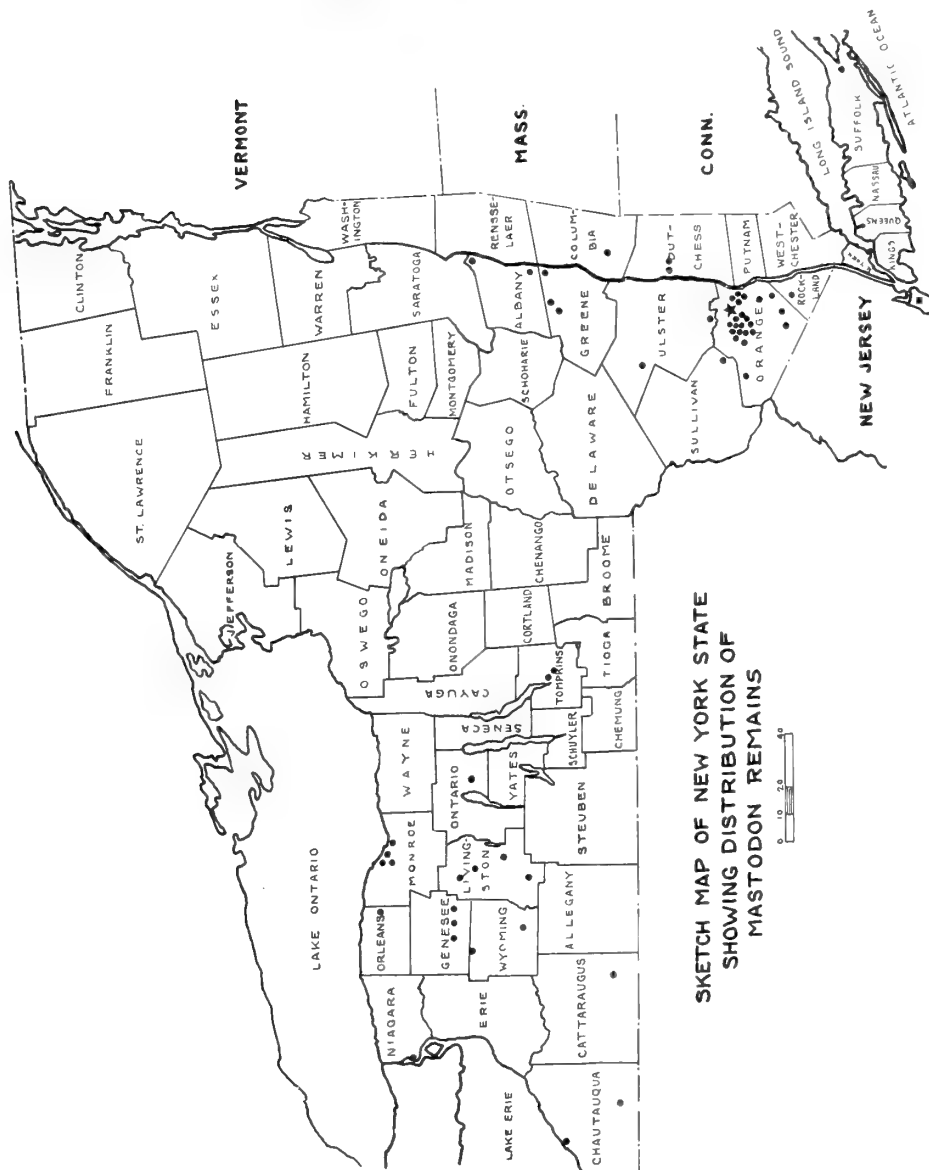 SKETCH MAP OF NEW YORK STATE
SHOWING DISTRIBUTION OF
MASTODON REMAINS
10 20 40
VERMONT
MASS.
CONN.
NEW JERSEY
LAKE ONTARIO
LAKE ERIE
LONG ISLAND SOUND
ATLANTIC OCEAN
CLINTON
FRANKLIN
ST. LAWRENCE
ESSEX
JEFFERSON
LEWIS
HERKIMER
HAMILTON
WARREN
WASH-
INGTON
OSWEGO
ONEIDA
FULTON
SARATOGA
MONTGOMERY
NIAGARA
ORLEANS
MONROE
WAYNE
CAYUGA
ONONDAGA
MADISON
OTSEGO
SCHOHARIE
ALBANY
RENSSE-
LAER
ERIE
GENESEE
WYOMING
LIVING-
STON
ONTARIO
YATES
SENECA
CORTLAND
CHENANGO
CHAUTAUQUA
CATTARAUGUS
ALLEGANY
STEUBEN
SCHUYLER
TOMPKINS
CHEMUNG
TIOGA
BROOME
DELAWARE
GREENE
COLUM-
BIA
ULSTER
DUT-
CHESS
SULLIVAN
ORANGE
PUTNAM
ROCK-
LAND
WEST-
CHESTER
KINGS
QUEENS
NASSAU
SUFFOLK